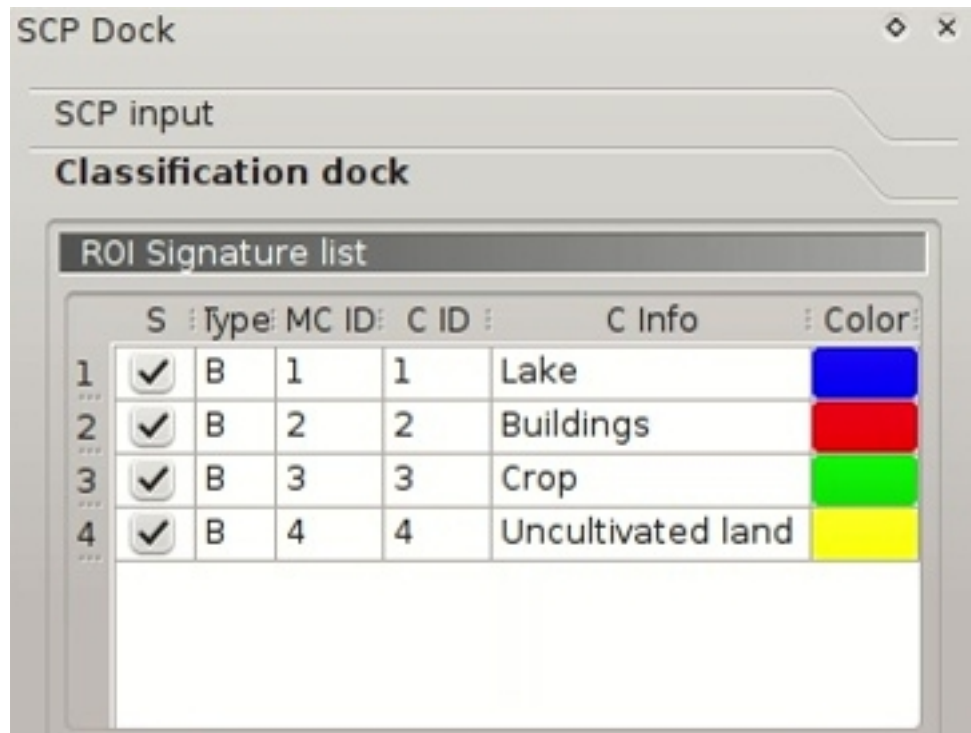 SCP Dock
SCP input
Classification dock
ROI Signature list
S Type MC ID C ID C Info Color
1 B 1 1 Lake
2 B 2 2 Buildings
3 B 3 3 Crop
4 B 4 4 Uncultivated land